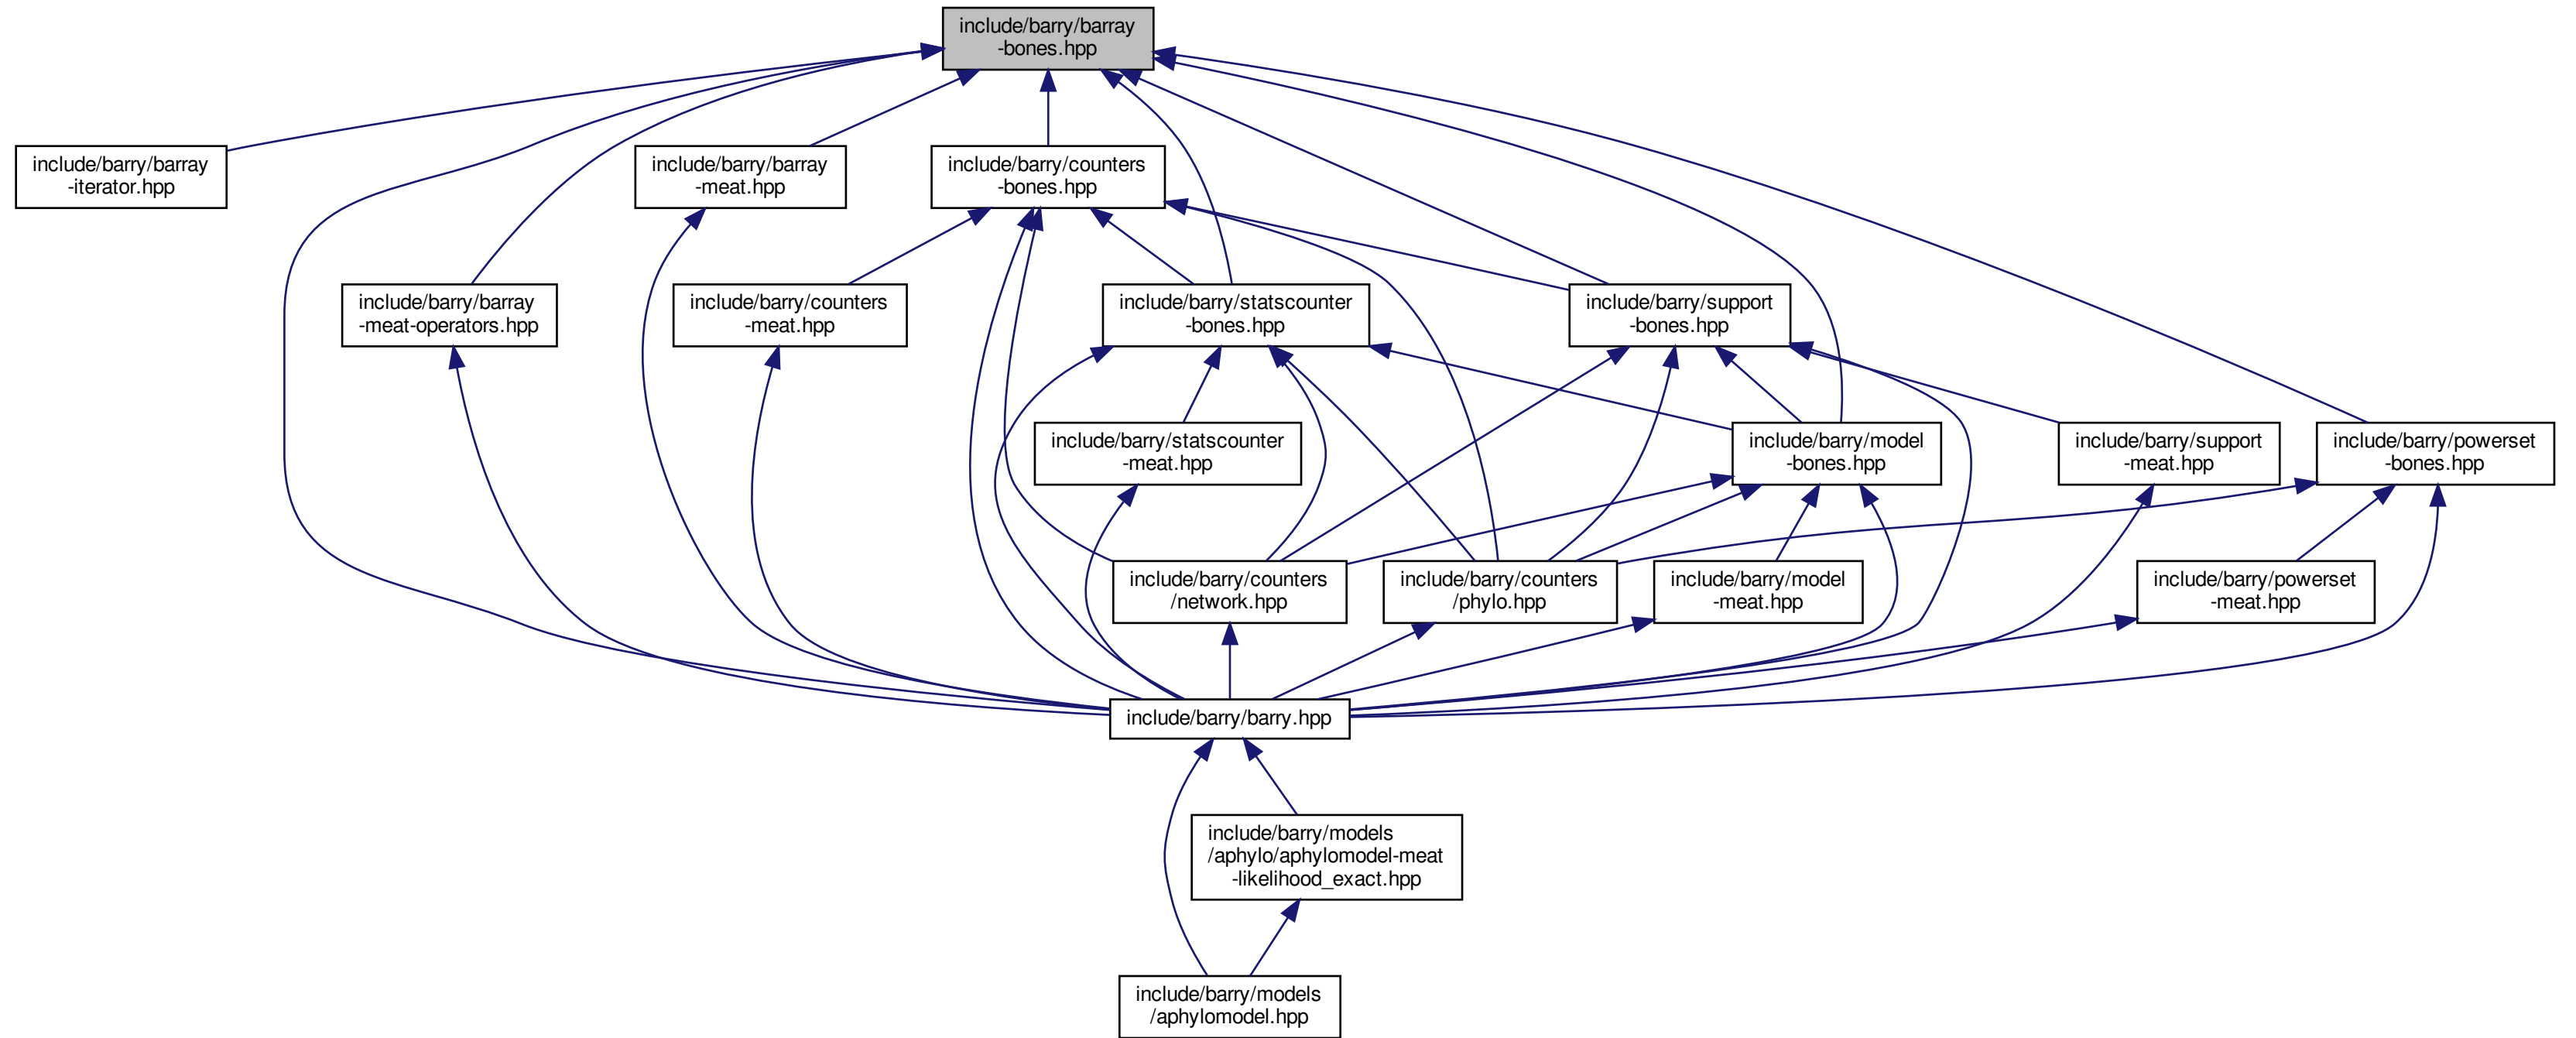 include/barry/barray
-bones.hpp
include/barry/barray
-iterator.hpp
include/barry/barray
-meat.hpp
include/barry/counters
-bones.hpp
include/barry/barray
-meat-operators.hpp
include/barry/counters
-meat.hpp
include/barry/statscounter
-bones.hpp
include/barry/support
-bones.hpp
include/barry/statscounter
-meat.hpp
include/barry/model
-bones.hpp
include/barry/support
-meat.hpp
include/barry/powerset
-bones.hpp
include/barry/counters
/network.hpp
include/barry/counters
/phylo.hpp
include/barry/model
-meat.hpp
include/barry/powerset
-meat.hpp
include/barry/barry.hpp
include/barry/models
/aphylo/aphylomodel-meat
-likelihood_exact.hpp
include/barry/models
/aphylomodel.hpp